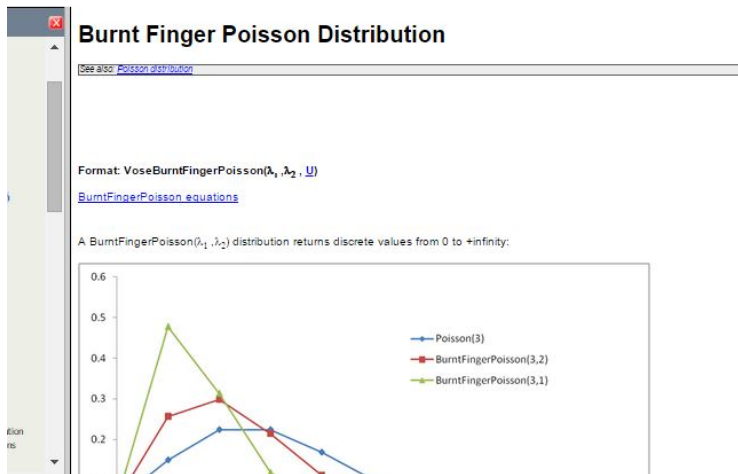 Burnt Finger Poisson Distribution
See also: Poisson distribution
Format: VoseBurntFingerPoisson(λ₁ ,λ₂ , U)
BurntFingerPoisson equations
A BurntFingerPoisson(λ₁ ,λ₂) distribution returns discrete values from 0 to +infinity:
0.6
0.5
0.4
0.3
0.2
Poisson(3)
BurntFingerPoisson(3,2)
BurntFingerPoisson(3,1)